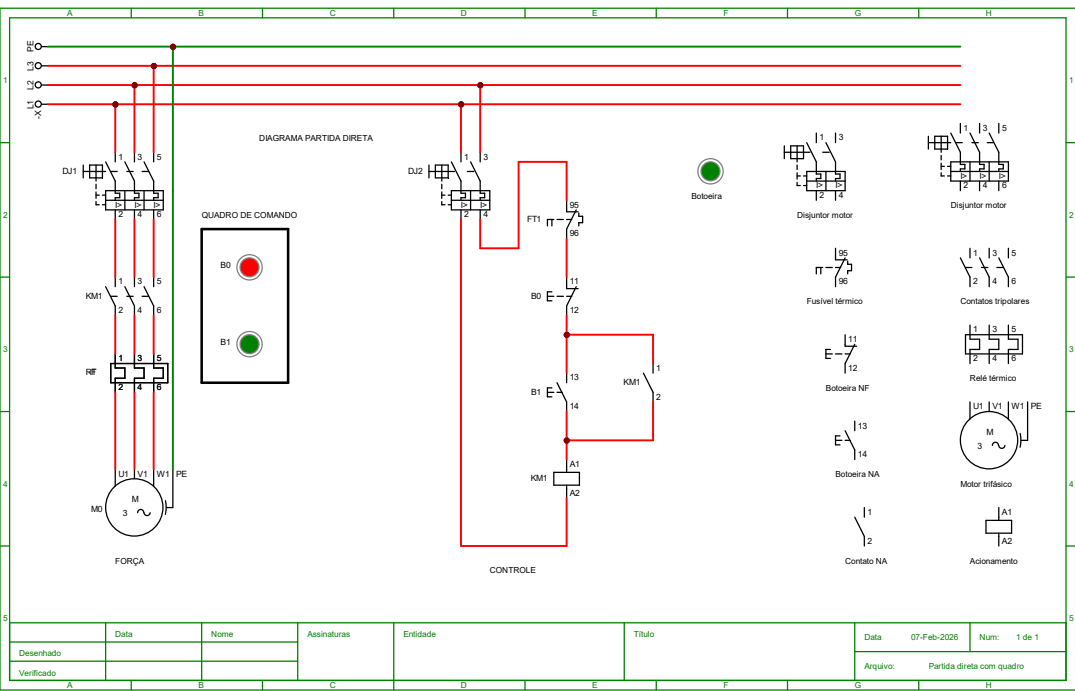 A B C D E F G H
PE
L3
L2
L1
-X
1 1
DIAGRAMA PARTIDA DIRETA
DJ1 1 3 5
2 4 6
DJ2 1 3
2 4
Botoeira
1 3
2 4
Disjuntor motor
1 3 5
2 4 6
Disjuntor motor
2 2
QUADRO DE COMANDO
B0
B1
FT1 95
96
95
96
Fusível térmico
1 3 5
2 4 6
Contatos tripolares
KM1 1 3 5
2 4 6
B0 11
12
3 3
1 3 5
2 4 6
11
12
Botoeira NF
1 3 5
2 4 6
Relé térmico
B1 13
14
KM1 1
2
13
14
Botoeira NA
U1 V1 W1 PE
M
3
Motor trifásico
4 4
U1 V1 W1 PE
M0
M
3
KM1 A1
A2
1
2
Contato NA
A1
A2
Acionamento
FORÇA
CONTROLE
5 5
Data Nome Assinaturas Entidade Título
Desenhado
Verificado
Data 07-Feb-2026 Num: 1 de 1
Arquivo: Partida direta com quadro
A B C D E F G H